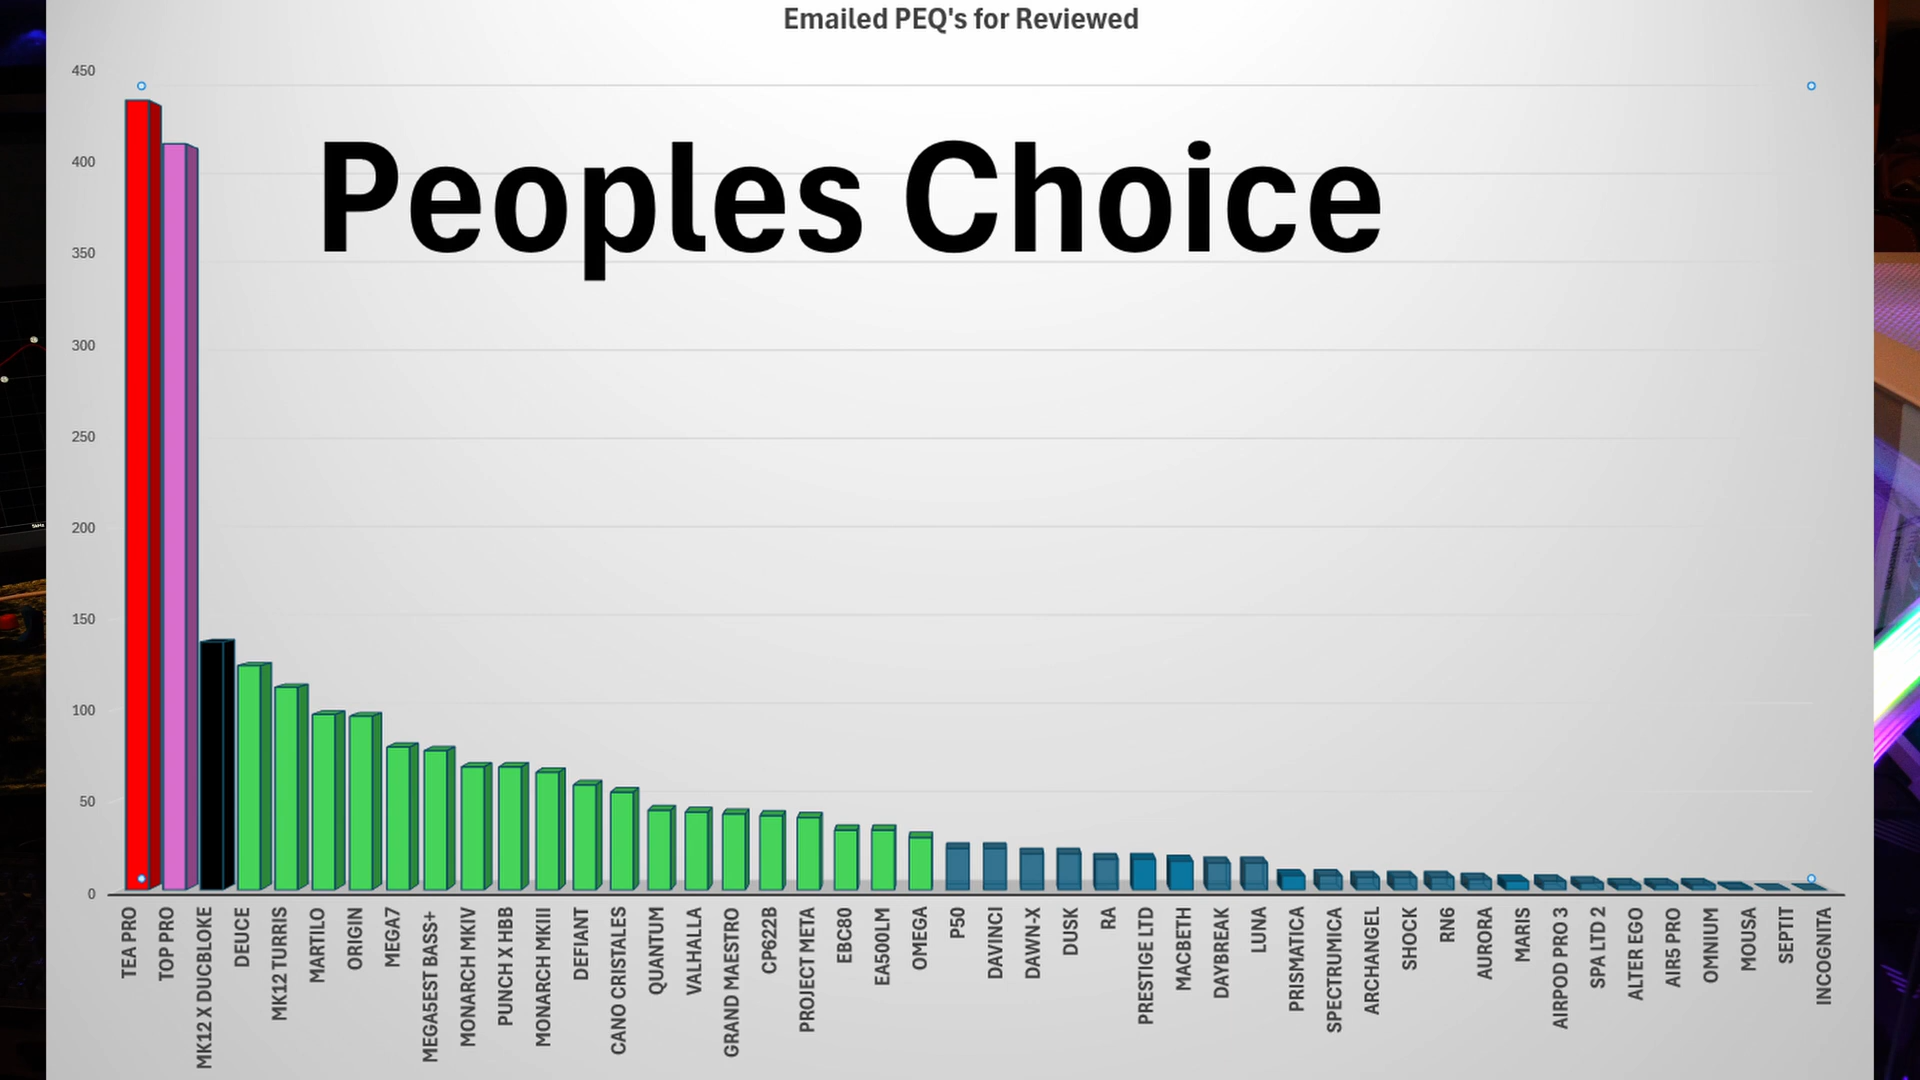 Emailed PEQ's for Reviewed
450
400
350
300
250
200
150
100
50
0
Peoples Choice
TEA PRO
TOP PRO
MK12 X DUCBLOKE
DEUCE
MK12 TURRIS
MARTILO
ORIGIN
MEGA7
MEGA5EST BASS+
MONARCH MKIV
PUNCH X HBB
MONARCH MKIII
DEFIANT
CANO CRISTALES
QUANTUM
VALHALLA
GRAND MAESTRO
CP622B
PROJECT META
EBC80
EA500LM
OMEGA
P50
DAVINCI
DAWN-X
DUSK
RA
PRESTIGE LTD
MACBETH
DAYBREAK
LUNA
PRISMATICA
SPECTRUMICA
ARCHANGEL
SHOCK
RN6
AURORA
MARIS
AIRPOD PRO 3
SPA LTD 2
ALTER EGO
AIR5 PRO
OMNIUM
MOUSA
SEPTIT
INCOGNITA